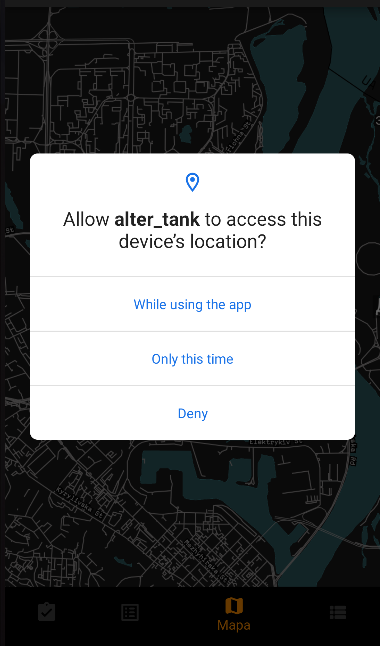 Allow alter_tank to access this
device's location?
While using the app
Only this time
Deny
Mapa